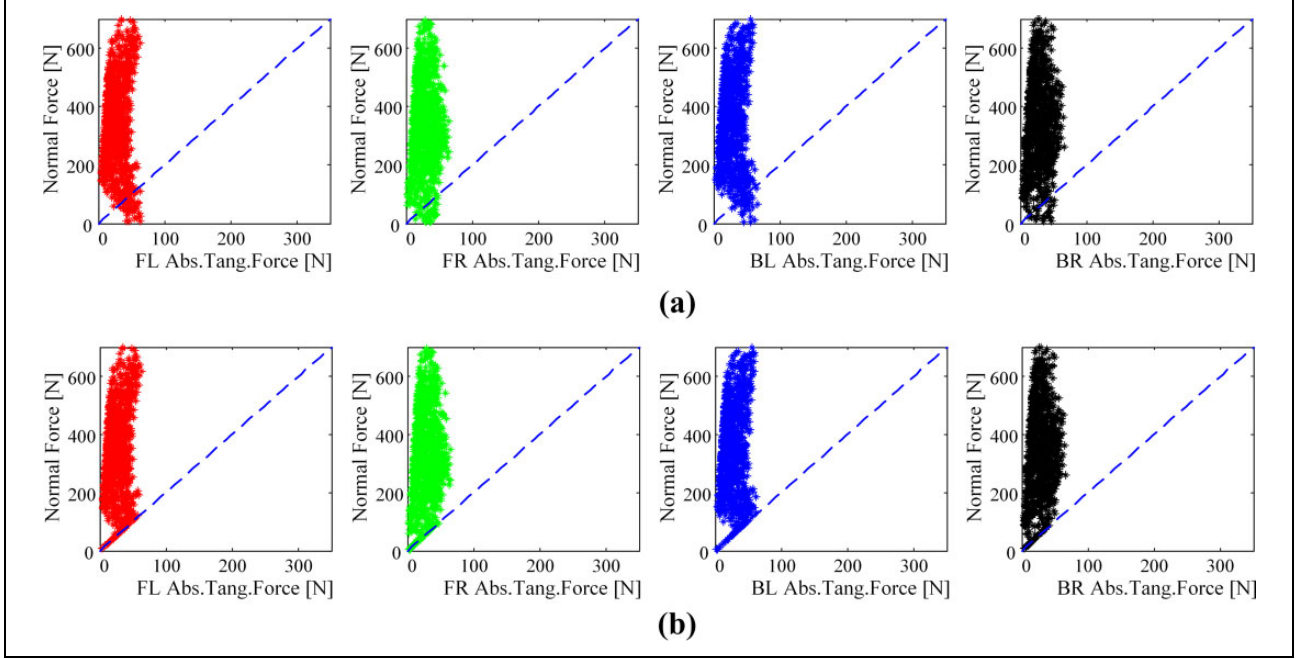 Normal Force [N]
600
400
200
0
0 100 200 300
FL Abs.Tang.Force [N]
Normal Force [N]
600
400
200
0
0 100 200 300
FR Abs.Tang.Force [N]
Normal Force [N]
600
400
200
0
0 100 200 300
BL Abs.Tang.Force [N]
Normal Force [N]
600
400
200
0
0 100 200 300
BR Abs.Tang.Force [N]
(a)
Normal Force [N]
600
400
200
0
0 100 200 300
FL Abs.Tang.Force [N]
Normal Force [N]
600
400
200
0
0 100 200 300
FR Abs.Tang.Force [N]
Normal Force [N]
600
400
200
0
0 100 200 300
BL Abs.Tang.Force [N]
Normal Force [N]
600
400
200
0
0 100 200 300
BR Abs.Tang.Force [N]
(b)